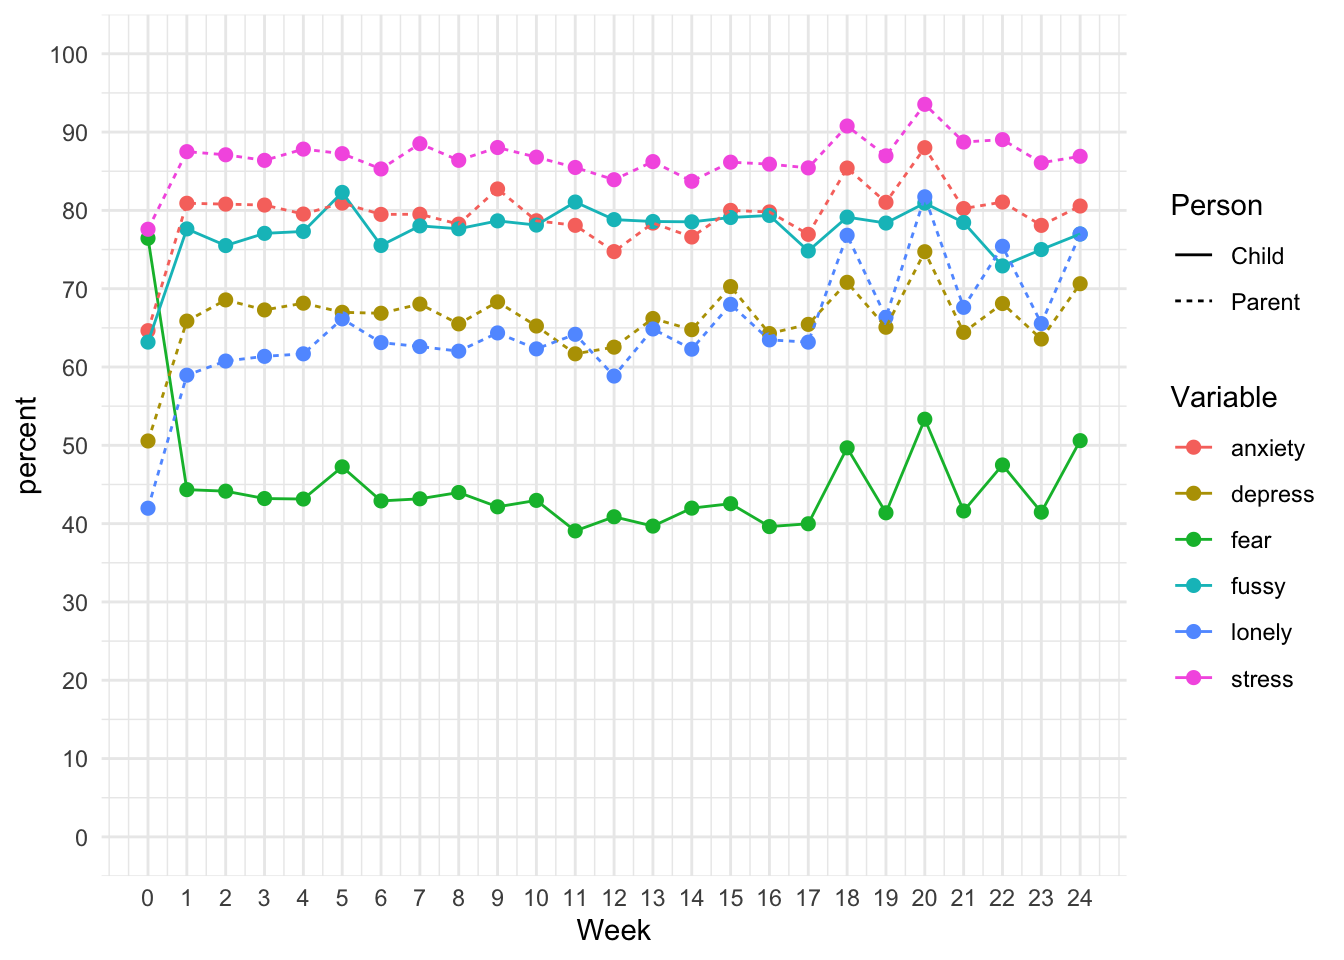 100
90
80
70
60
50
40
30
20
10
0
percent
0 1 2 3 4 5 6 7 8 9 10 11 12 13 14 15 16 17 18 19 20 21 22 23 24
Week
Person
Child
Parent
Variable
anxiety
depress
fear
fussy
lonely
stress